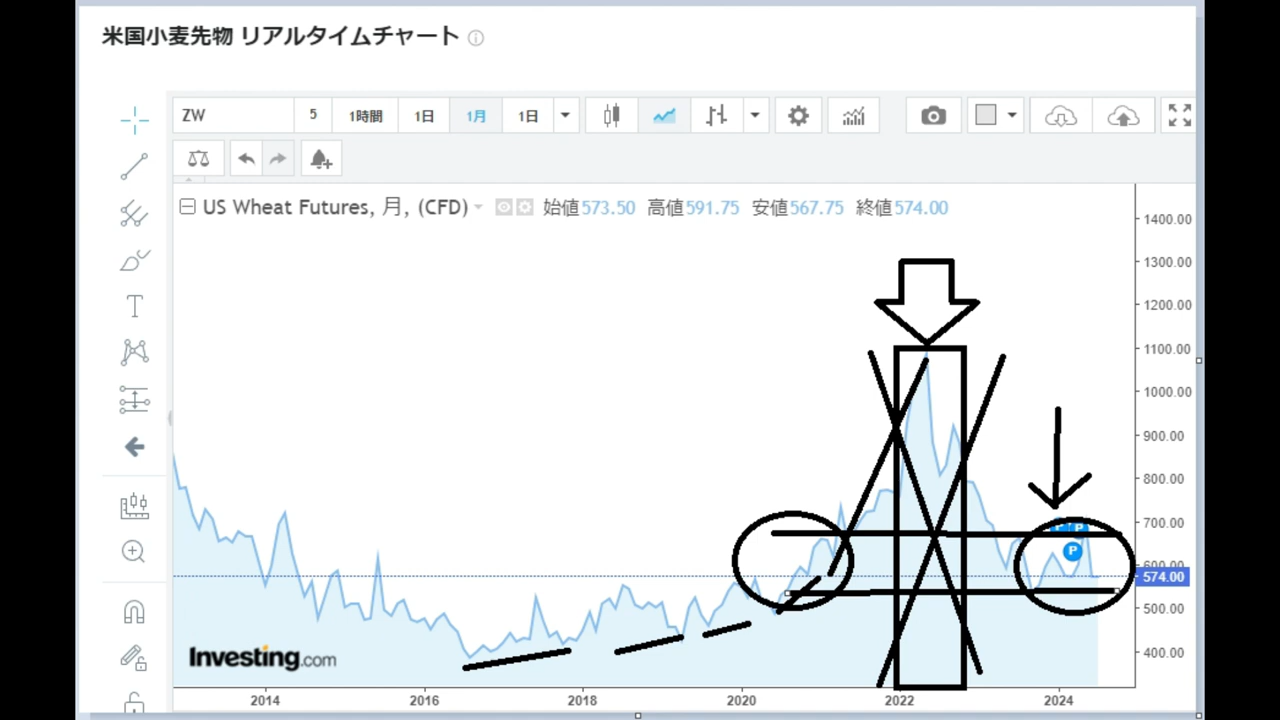 米国小麦先物 リアルタイムチャート
ZW 5 1時間 1日 1月 1日
T
US Wheat Futures, 月, (CFD) 始値573.50 高値591.75 安値567.75 終値574.00
1400.00
1300.00
1200.00
1100.00
1000.00
900.00
800.00
700.00
P
P
600.00
574.00
500.00
400.00
Investing.com
2014 2016 2018 2020 2022 2024